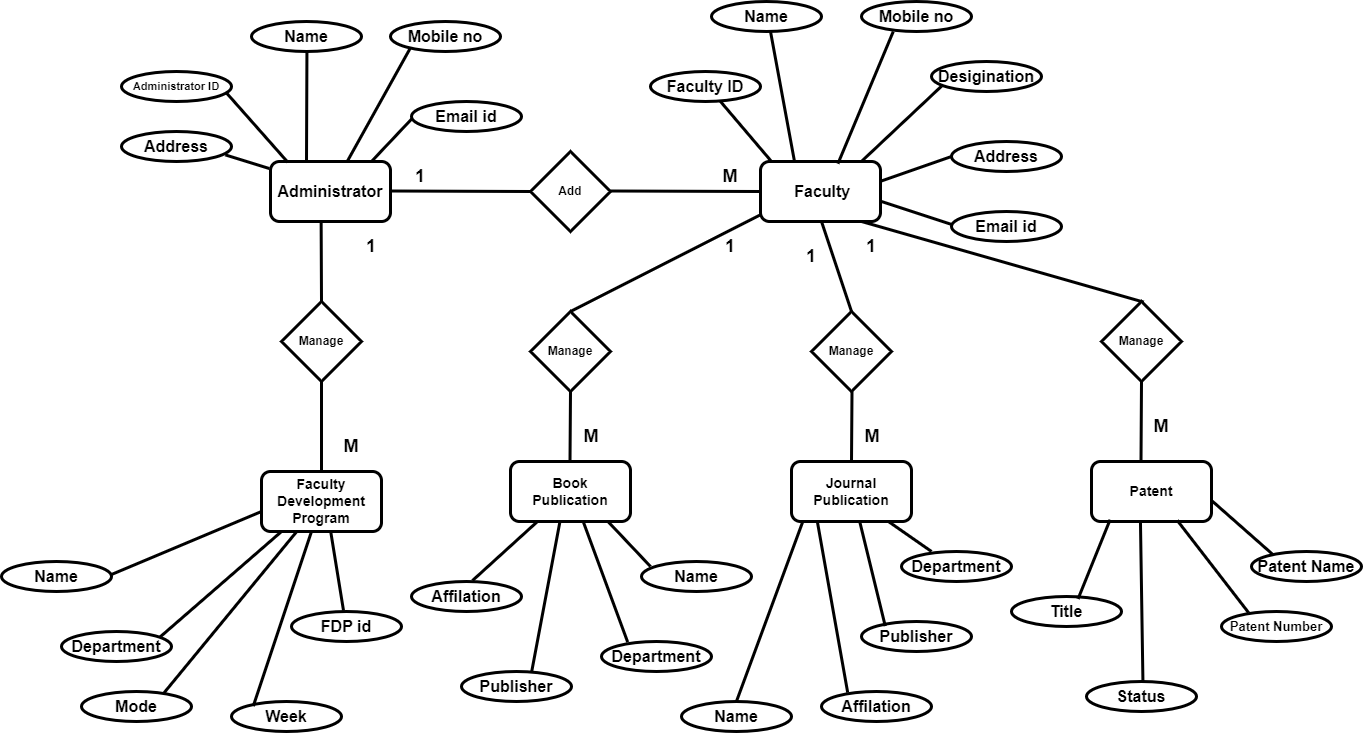 Name
Mobile no
Administrator ID
Email id
Address
Administrator
1
Add
M
Name
Mobile no
Faculty ID
Desigination
Address
Faculty
Email id
1
1
1
1
Manage
Manage
Manage
Manage
M
M
M
M
Faculty
Development
Program
Book
Publication
Journal
Publication
Patent
Name
Department
Mode
Week
FDP id
Affilation
Publisher
Department
Name
Name
Affilation
Publisher
Department
Title
Status
Patent Number
Patent Name